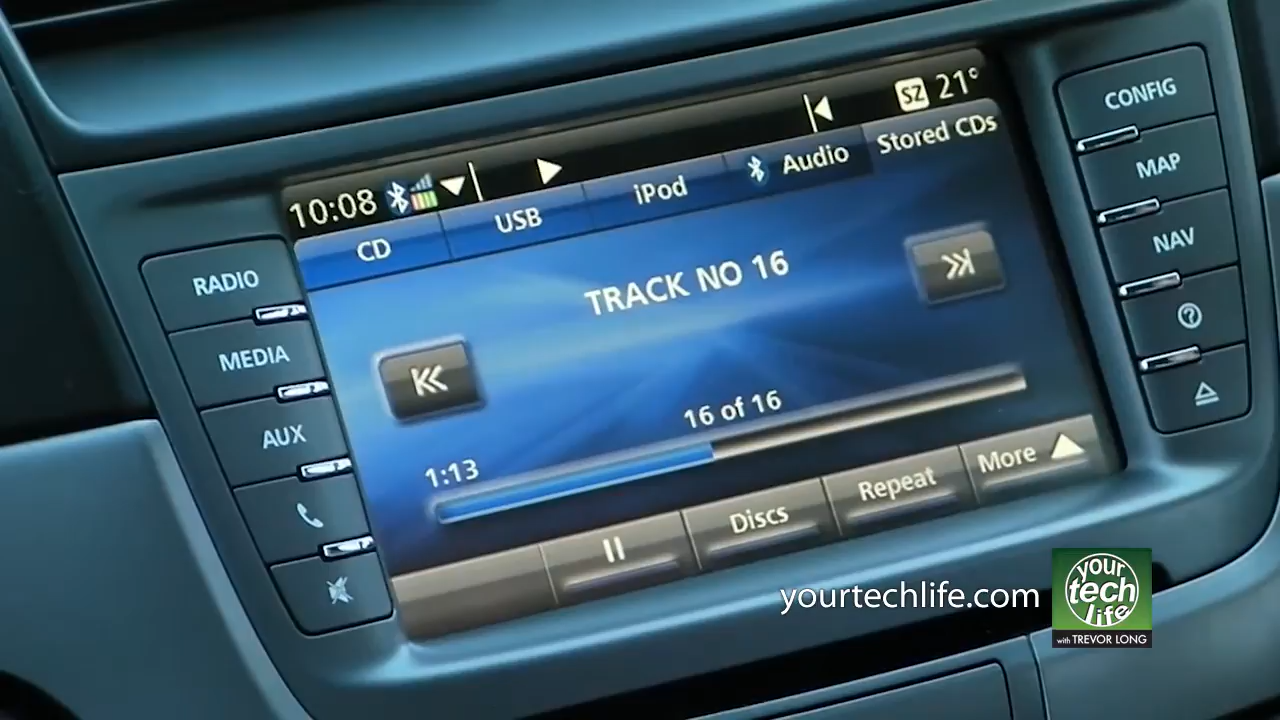 10:08
SZ 21°
CD USB iPod Audio Stored CDs
TRACK NO 16
16 of 16
1:13
Discs Repeat More
RADIO
MEDIA
AUX
CONFIG
MAP
NAV
?
yourtechlife.com
your
tech
life
with TREVOR LONG